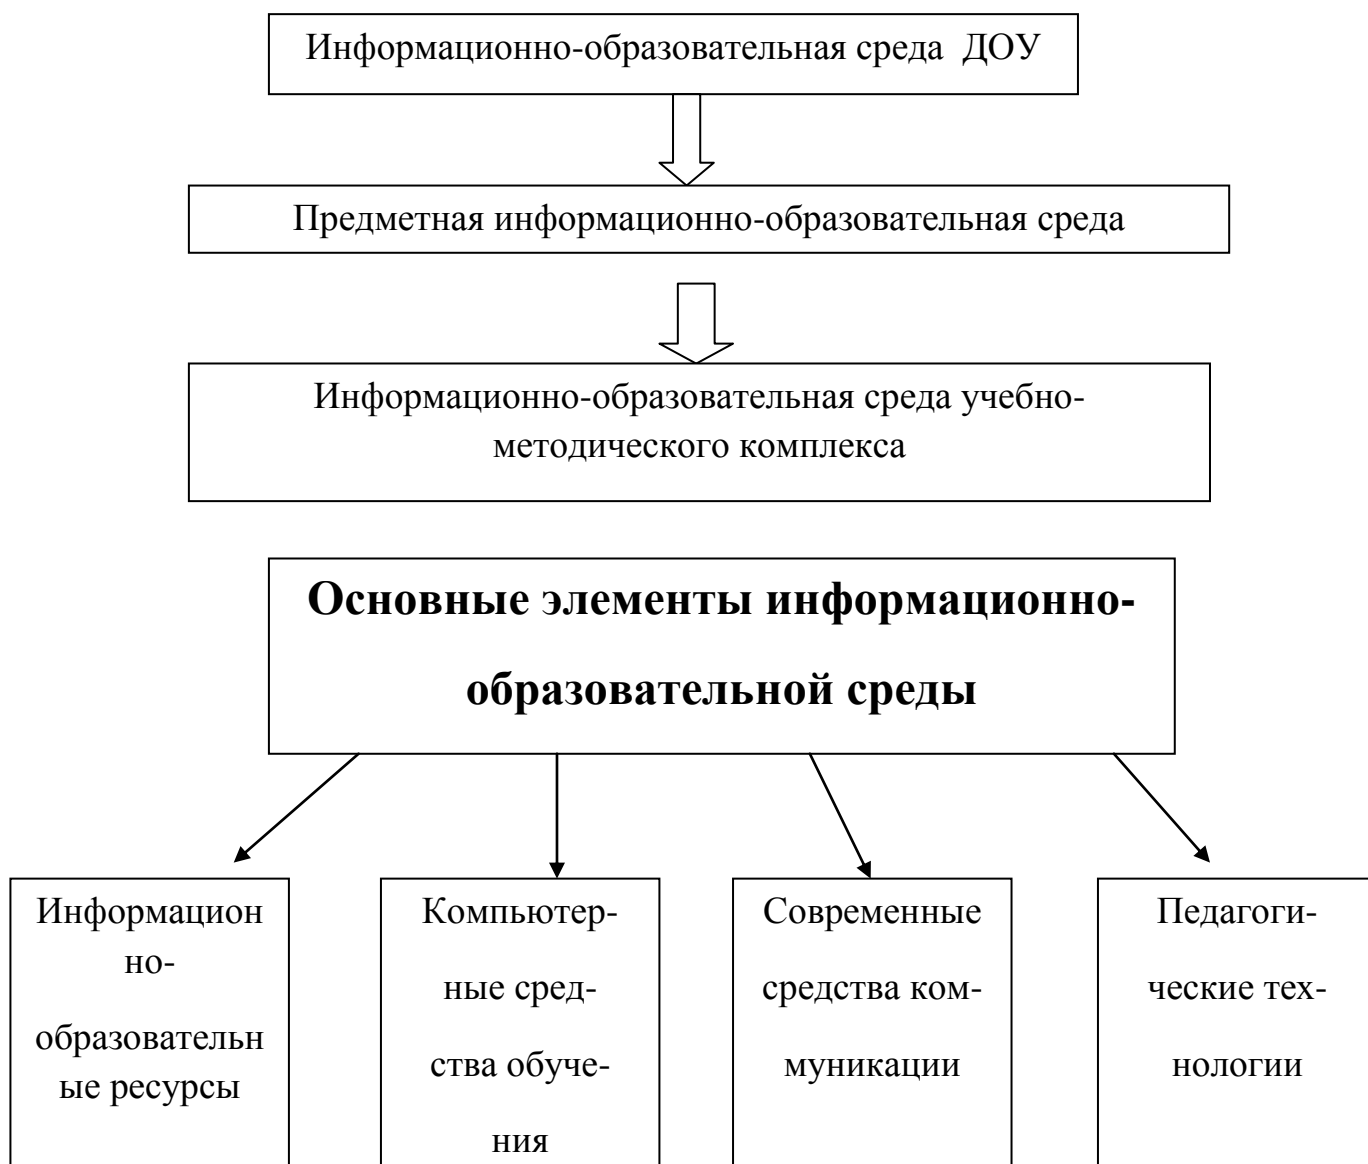 Информационно-образовательная среда ДОУ
Предметная информационно-образовательная среда
Информационно-образовательная среда учебно-
методического комплекса
Основные элементы информационно-
образовательной среды
Информацион
но-
образовательн
ые ресурсы
Компьютер-
ные сред-
ства обуче-
ния
Современные
средства ком-
муникации
Педагоги-
ческие тех-
нологии